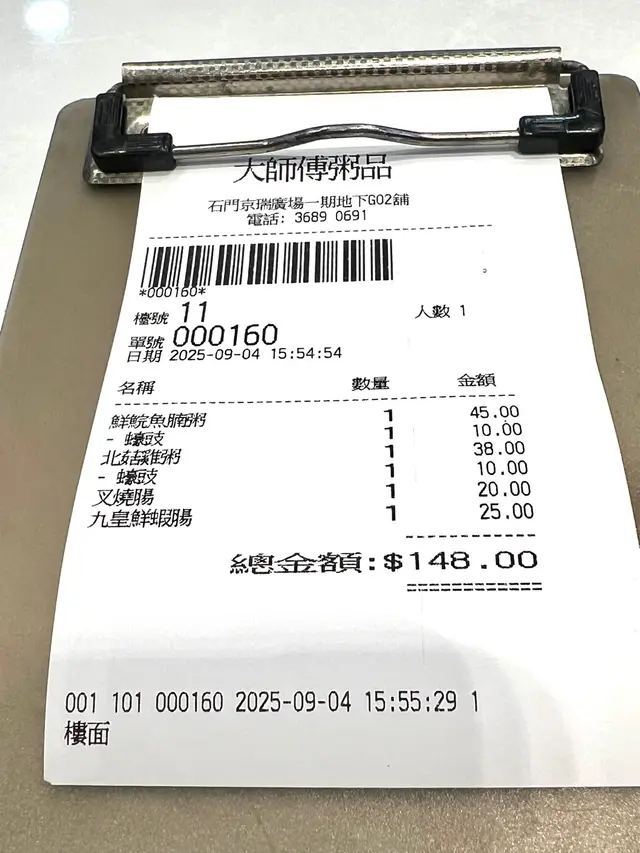 大師傅粥品
石門京瑞廣場一期地下G02舖
電話: 3689 0691
*000160*
檯號 11 人數 1
單號 000160
日期 2025-09-04 15:54:54
名稱 數量 金額
鮮鯇魚腩粥 1 45.00
- 蠔豉 1 10.00
北菇雞粥 1 38.00
- 蠔豉 1 10.00
叉燒腸 1 20.00
九皇鮮蝦腸 1 25.00
總金額:$148.00
001 101 000160 2025-09-04 15:55:29 1
樓面